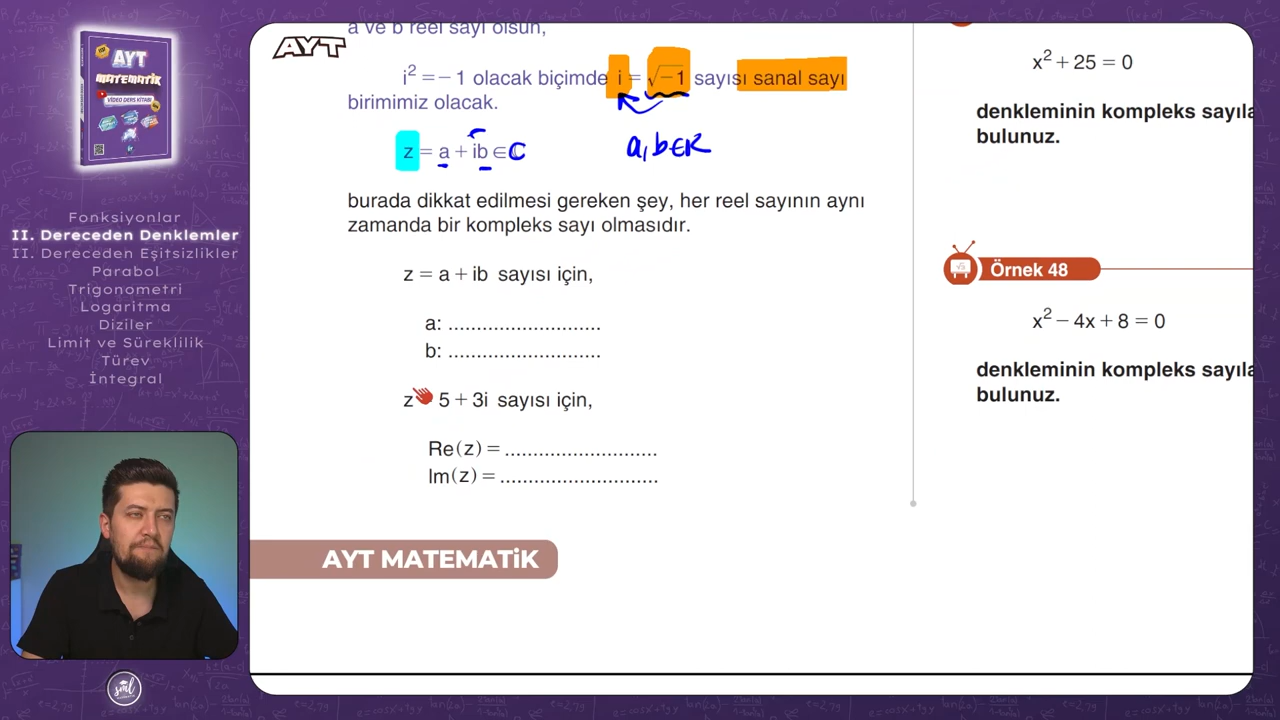 AYT
MATEMATİK
VİDEO DERS KİTABI
Fonksiyonlar
II. Dereceden Denklemler
II. Dereceden Eşitsizlikler
Parabol
Trigonometri
Logaritma
Diziler
Limit ve Süreklilik
Türev
İntegral
sml
AYT
a ve b reel sayı olsun,
i² = −1 olacak biçimde i = √−1 sayısı sanal sayı
birimimiz olacak.
z = a + ib ∈ C a, b ∈ R
burada dikkat edilmesi gereken şey, her reel sayının aynı
zamanda bir kompleks sayı olmasıdır.
z = a + ib sayısı için,
a: ...........................
b: ...........................
z 5 + 3i sayısı için,
Re(z) = ...........................
Im(z) = ............................
AYT MATEMATİK
x² + 25 = 0
denkleminin kompleks sayıla
bulunuz.
Örnek 48
x² − 4x + 8 = 0
denkleminin kompleks sayıla
bulunuz.